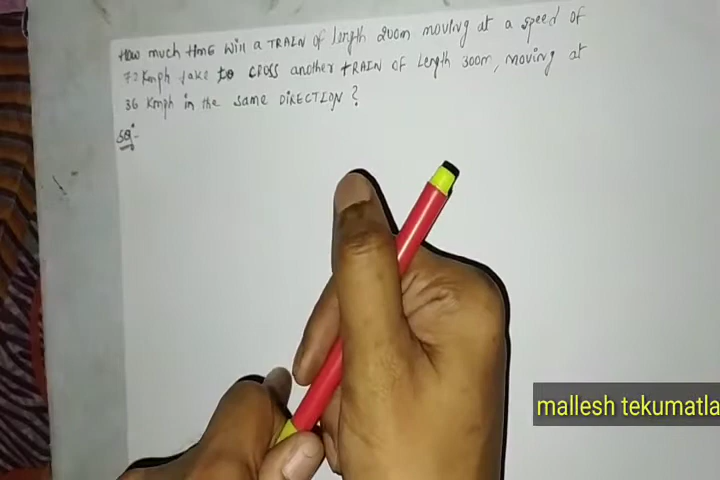 How much time will a TRAIN of length 200m moving at a speed of
72 Kmph take to CROSS another tRAIN OF Length 300m, moving at
36 Kmph in the same DIRECTION ?
Sol:-
mallesh tekumatla